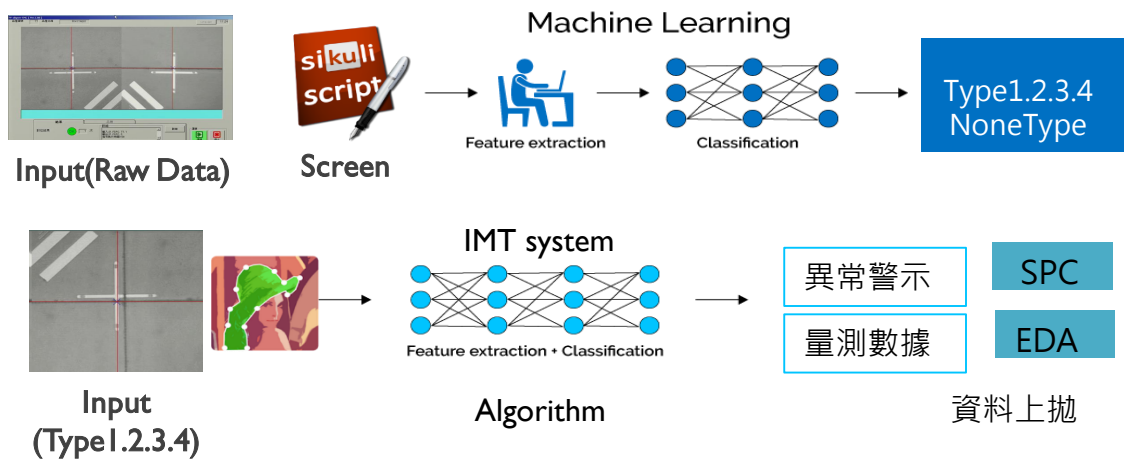 Machine Learning
sikuli
script
Feature extraction
Classification
Type1.2.3.4
NoneType
Input(Raw Data)
Screen
IMT system
Feature extraction + Classification
異常警示
SPC
量測數據
EDA
Input
(Type1.2.3.4)
Algorithm
資料上拋